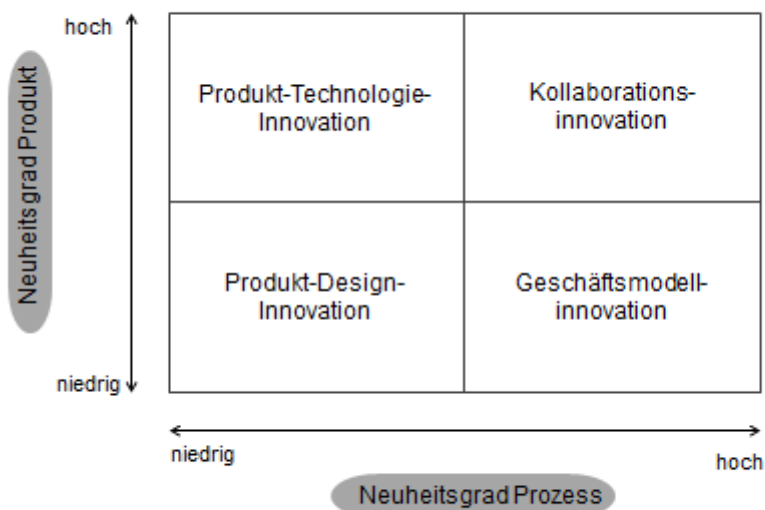 hoch
Neuheitsgrad Produkt
Produkt-Technologie-
Innovation
Kollaborations-
innovation
Produkt-Design-
Innovation
Geschäftsmodell-
innovation
niedrig
niedrig
hoch
Neuheitsgrad Prozess